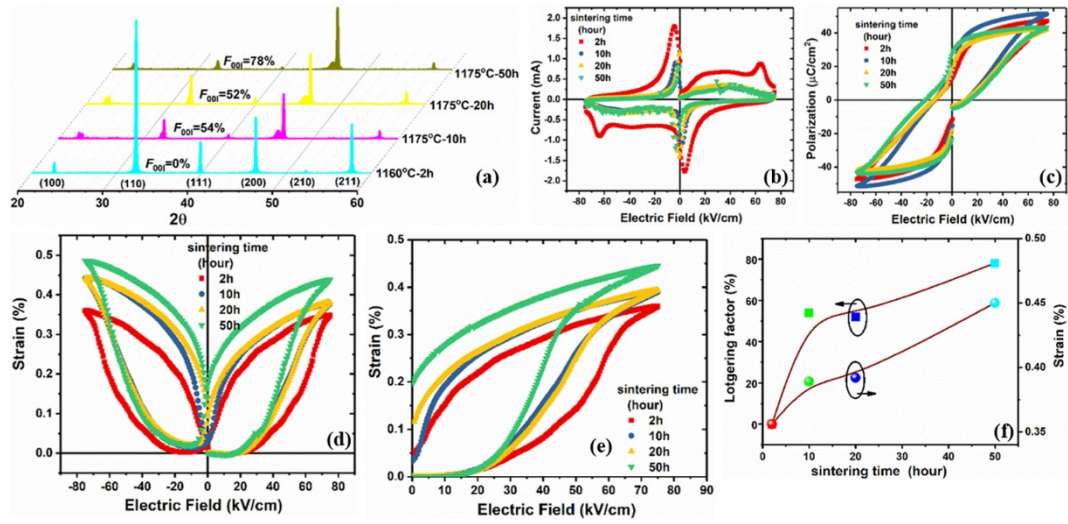 F00l=78%
1175°C-50h
F00l=52%
1175°C-20h
F00l=54%
1175°C-10h
F00l=0%
1160°C-2h
(100)
(110)
(111)
(200)
(210)
(211)
(a)
20 30 40 50 60
2θ
sintering time
(hour)
2h
10h
20h
50h
(b)
Current (mA)
2.0
1.5
1.0
0.5
0.0
-0.5
-1.0
-1.5
-2.0
-80 -60 -40 -20 0 20 40 60 80
Electric Field (kV/cm)
sintering time
(hour)
2h
10h
20h
50h
(c)
Polarization (μC/cm2)
40
20
0
-20
-40
-80 -60 -40 -20 0 20 40 60 80
Electric Field (kV/cm)
sintering time
(hour)
2h
10h
20h
50h
(d)
Strain (%)
0.5
0.4
0.3
0.2
0.1
0.0
-80 -60 -40 -20 0 20 40 60 80
Electric Field (kV/cm)
sintering time
(hour)
2h
10h
20h
50h
(e)
Strain (%)
0.5
0.4
0.3
0.2
0.1
0.0
0 10 20 30 40 50 60 70 80 90
Electric Field (kV/cm)
(f)
Lotgering factor (%)
80
60
40
20
0
Strain (%)
0.50
0.45
0.40
0.35
0 10 20 30 40 50
sintering time (hour)